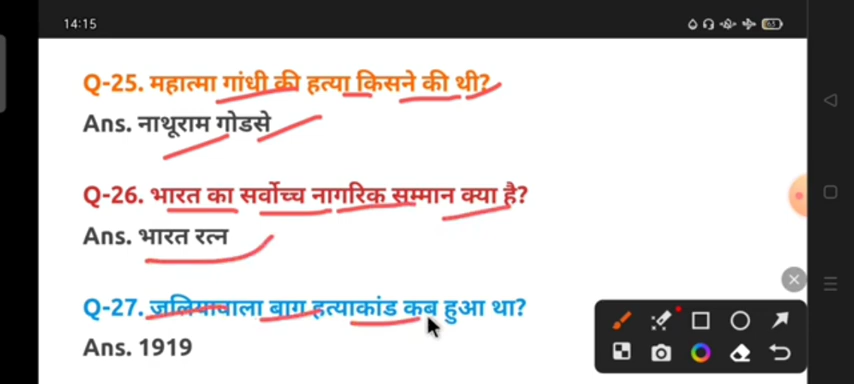 14:15
Q-25. महात्मा गांधी की हत्या किसने की थी?
Ans. नाथूराम गोडसे
Q-26. भारत का सर्वोच्च नागरिक सम्मान क्या है?
Ans. भारत रत्न
Q-27. जलियावाला बाग हत्याकांड कब हुआ था?
Ans. 1919